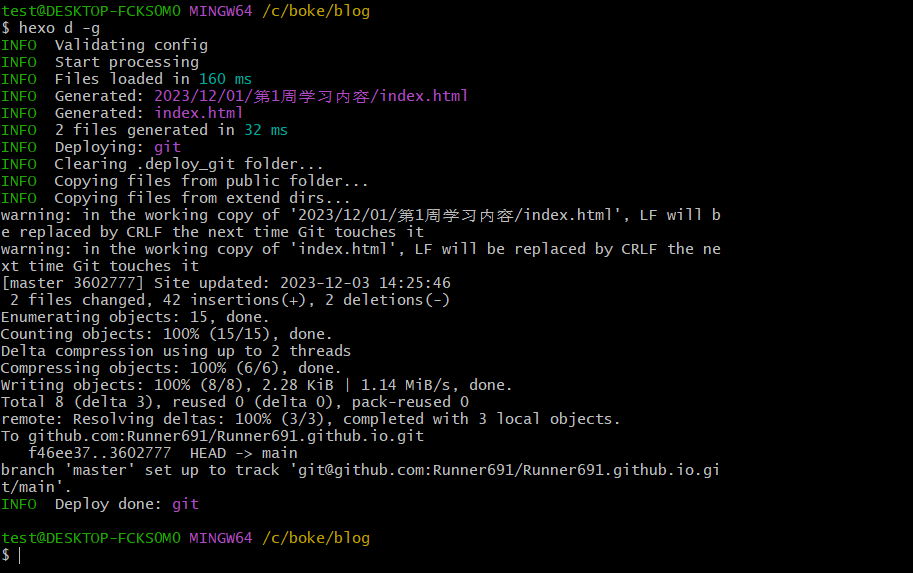 test@DESKTOP-FCKS0M0 MINGW64 /c/boke/blog
$ hexo d -g
INFO  Validating config
INFO  Start processing
INFO  Files loaded in 160 ms
INFO  Generated: 2023/12/01/第1周学习内容/index.html
INFO  Generated: index.html
INFO  2 files generated in 32 ms
INFO  Deploying: git
INFO  Clearing .deploy_git folder...
INFO  Copying files from public folder...
INFO  Copying files from extend dirs...
warning: in the working copy of '2023/12/01/第1周学习内容/index.html', LF will b
e replaced by CRLF the next time Git touches it
warning: in the working copy of 'index.html', LF will be replaced by CRLF the ne
xt time Git touches it
[master 3602777] Site updated: 2023-12-03 14:25:46
 2 files changed, 42 insertions(+), 2 deletions(-)
Enumerating objects: 15, done.
Counting objects: 100% (15/15), done.
Delta compression using up to 2 threads
Compressing objects: 100% (6/6), done.
Writing objects: 100% (8/8), 2.28 KiB | 1.14 MiB/s, done.
Total 8 (delta 3), reused 0 (delta 0), pack-reused 0
remote: Resolving deltas: 100% (3/3), completed with 3 local objects.
To github.com:Runner691/Runner691.github.io.git
   f46ee37..3602777  HEAD -> main
branch 'master' set up to track 'git@github.com:Runner691/Runner691.github.io.gi
t/main'.
INFO  Deploy done: git
test@DESKTOP-FCKS0M0 MINGW64 /c/boke/blog
$